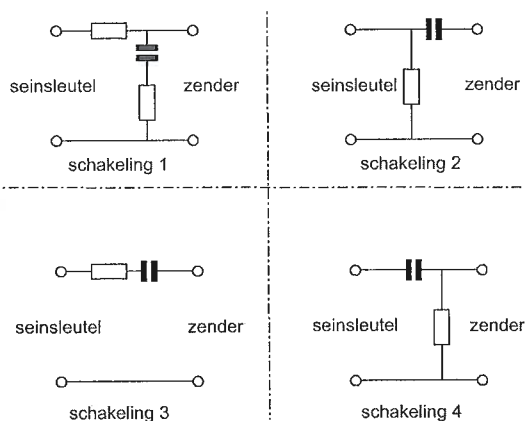 seinsleutel zender
schakeling 1
seinsleutel zender
schakeling 2
seinsleutel zender
schakeling 3
seinsleutel zender
schakeling 4